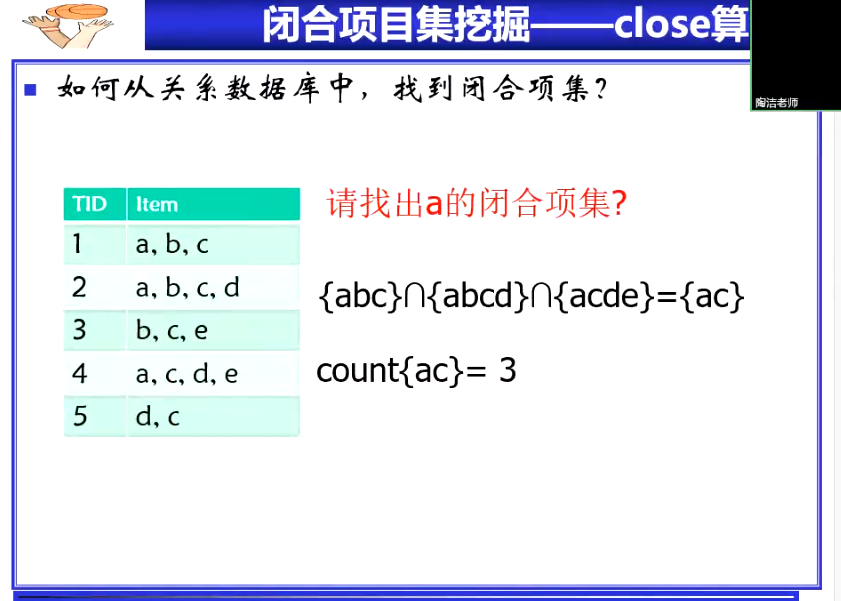 闭合项目集挖掘——close算
陶洁老师
如何从关系数据库中，找到闭合项集？
TID Item
1 a, b, c
2 a, b, c, d
3 b, c, e
4 a, c, d, e
5 d, c
请找出a的闭合项集?
{abc}∩{abcd}∩{acde}={ac}
count{ac}= 3